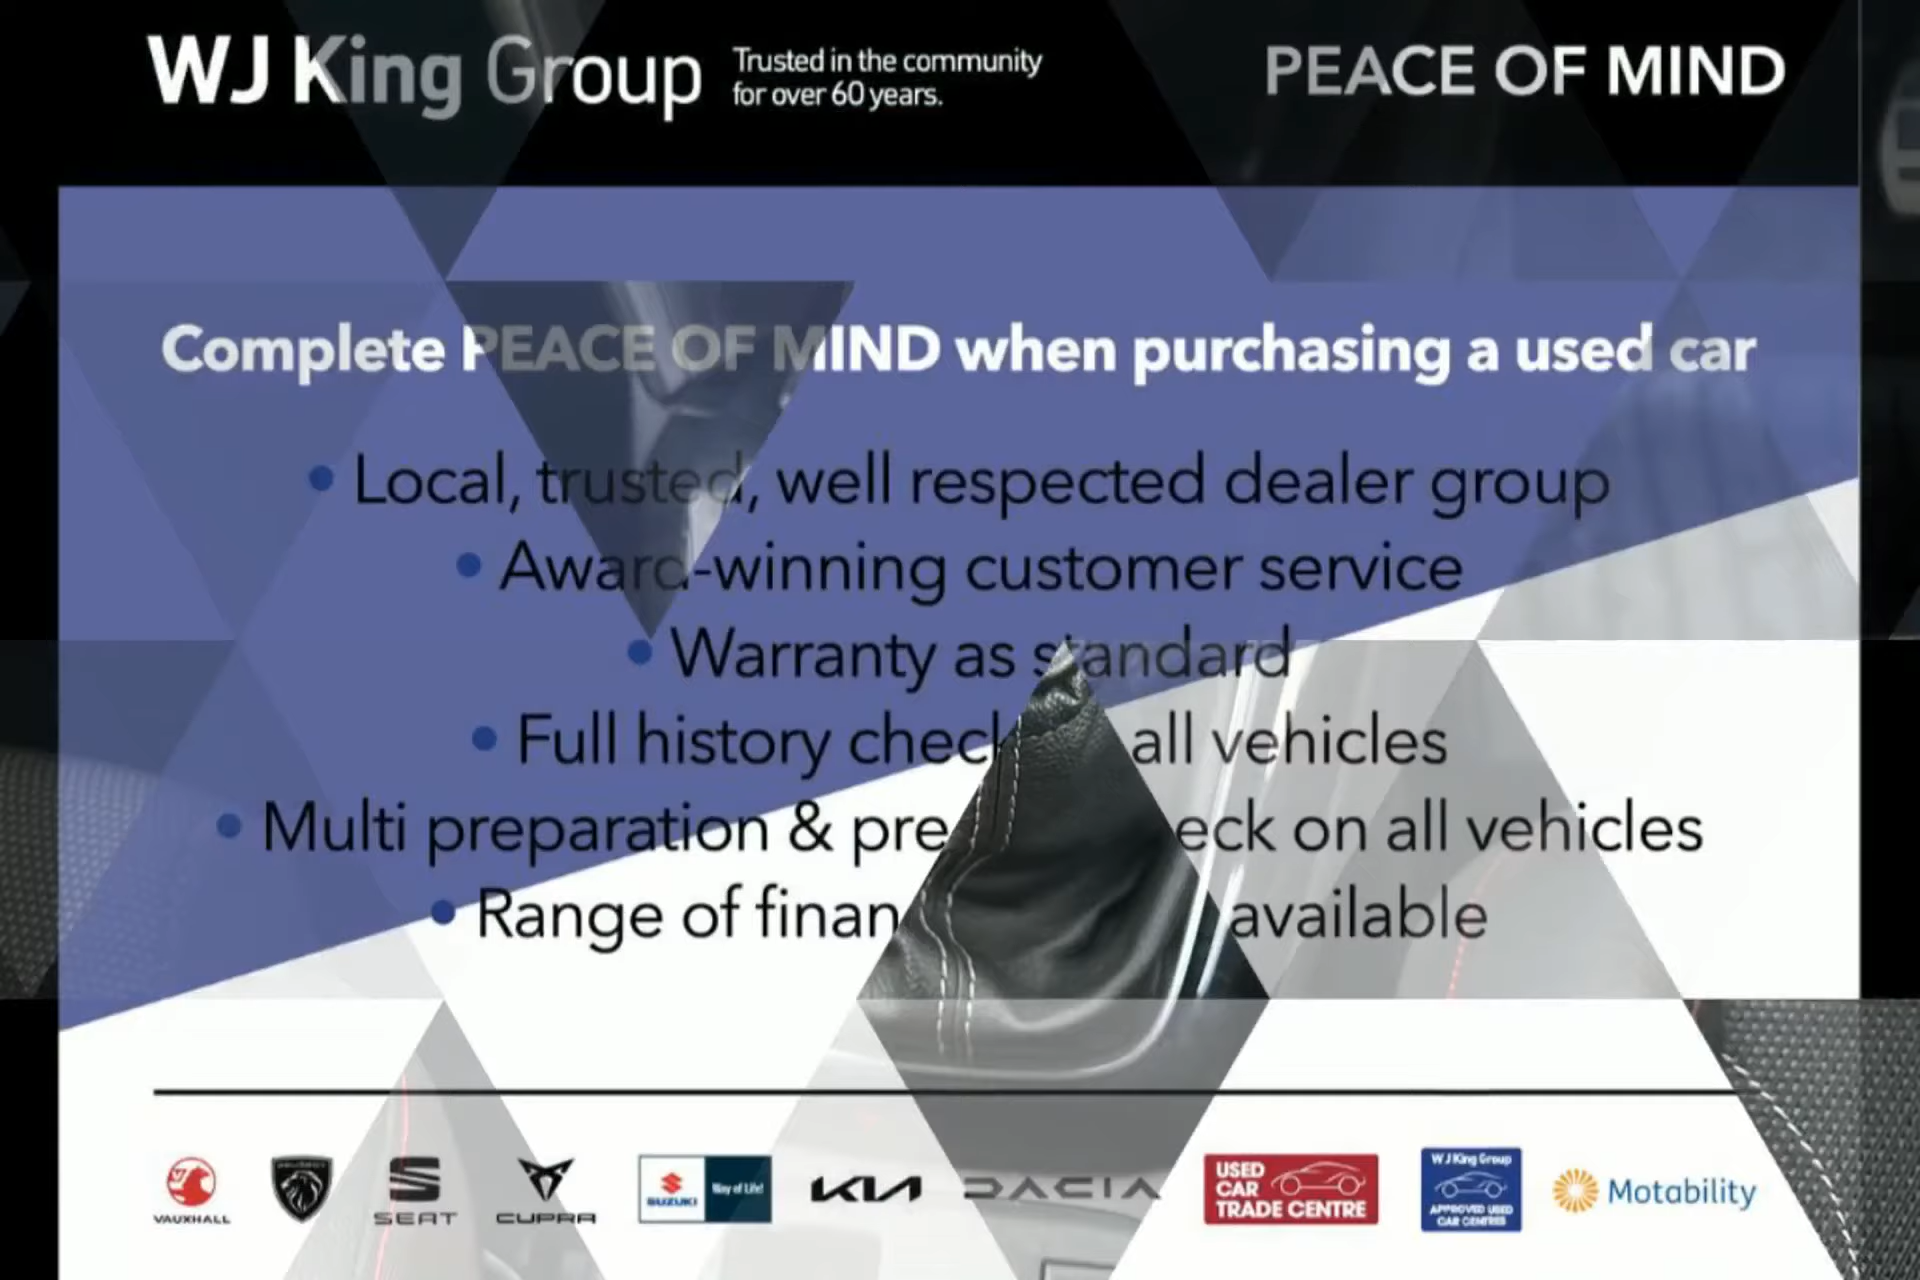 WJ King Group
Trusted in the community
for over 60 years.
PEACE OF MIND
Complete PEACE OF MIND when purchasing a used car
• Local, trusted, well respected dealer group
• Award-winning customer service
• Warranty as standard
• Full history check all vehicles
• Multi preparation & pre eck on all vehicles
• Range of finan available
VAUXHALL
PEUGEOT
SEAT
CUPRA
SUZUKI
Way of Life!
KIA
DACIA
USED
CAR
TRADE CENTRE
WJ King Group
APPROVED USED
CAR CENTRES
Motability